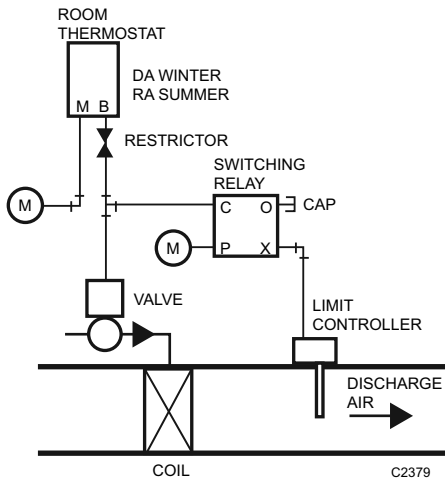 ROOM
THERMOSTAT
DA WINTER
RA SUMMER
M B
RESTRICTOR
SWITCHING
RELAY
M
C O
CAP
M
P X
VALVE
LIMIT
CONTROLLER
DISCHARGE
AIR
COIL
C2379